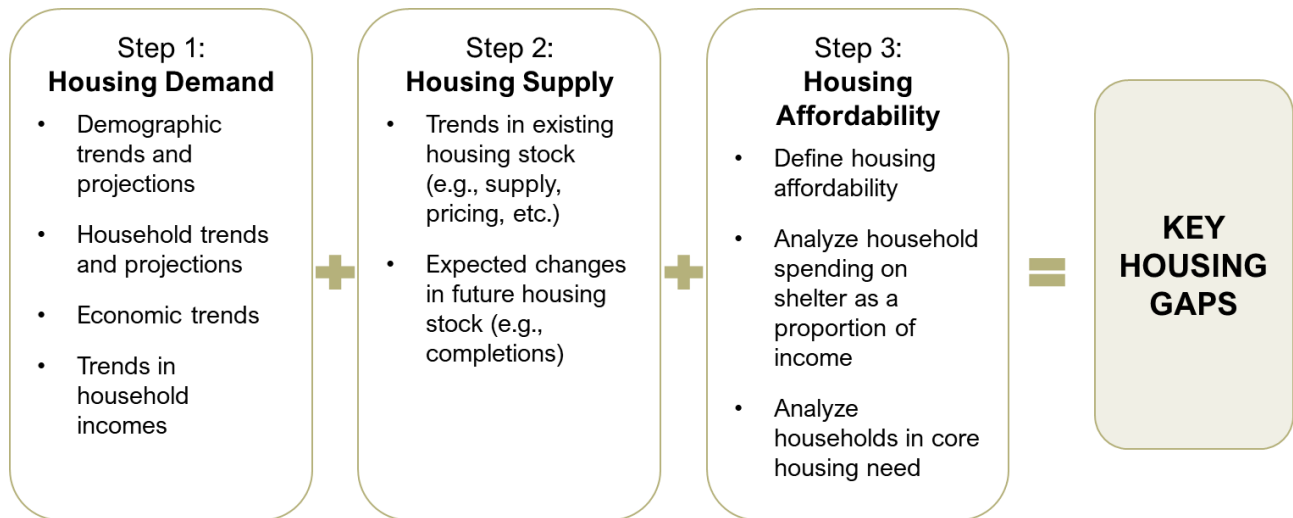 Step 1:
Housing Demand
• Demographic
trends and
projections
• Household trends
and projections
• Economic trends
• Trends in
household
incomes
Step 2:
Housing Supply
• Trends in existing
housing stock
(e.g., supply,
pricing, etc.)
• Expected changes
in future housing
stock (e.g.,
completions)
Step 3:
Housing
Affordability
• Define housing
affordability
• Analyze household
spending on
shelter as a
proportion of
income
• Analyze
households in core
housing need
KEY
HOUSING
GAPS